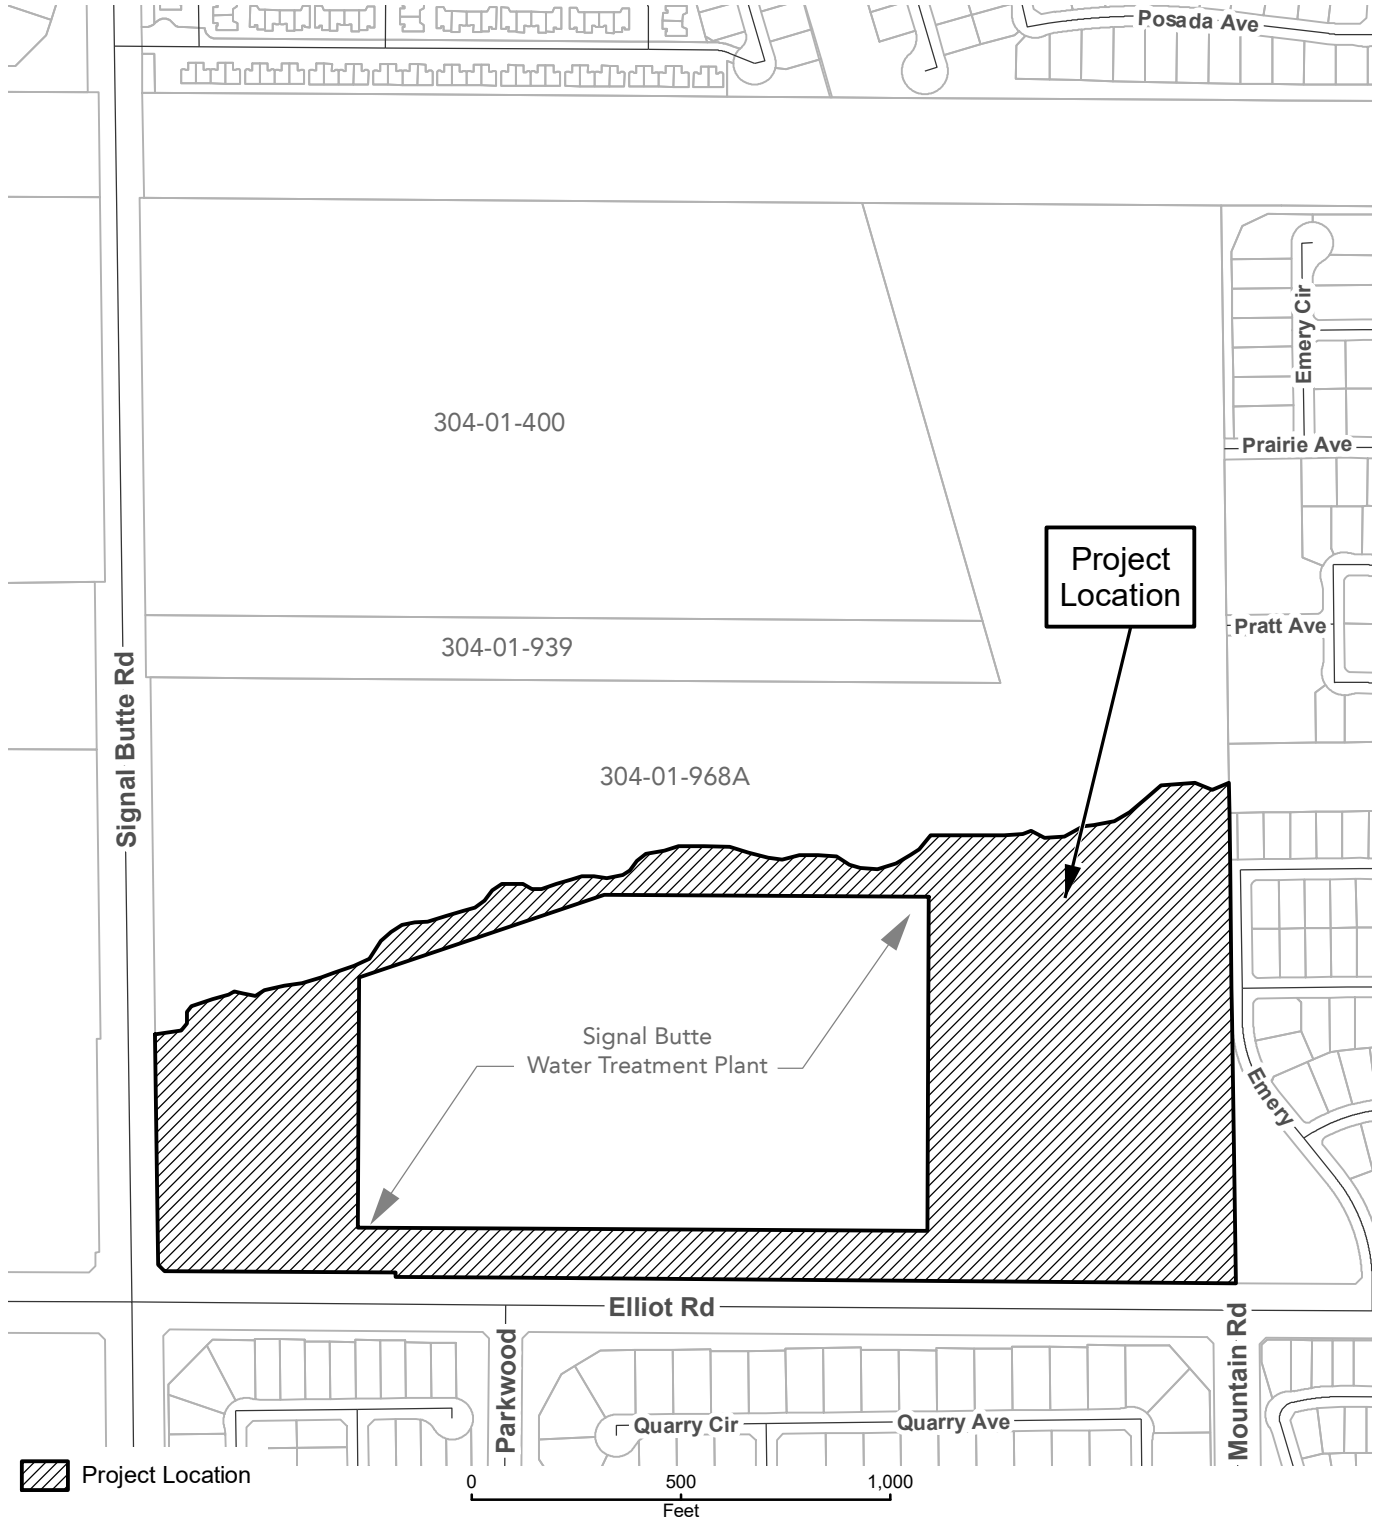 Posada Ave
Emery Cir
304-01-400
Prairie Ave
Project
Location
Pratt Ave
304-01-939
Signal Butte Rd
304-01-968A
Signal Butte
Water Treatment Plant
Emery
Elliot Rd
Parkwood
Mountain Rd
Quarry Cir
Quarry Ave
Project Location
0 500 1,000
Feet